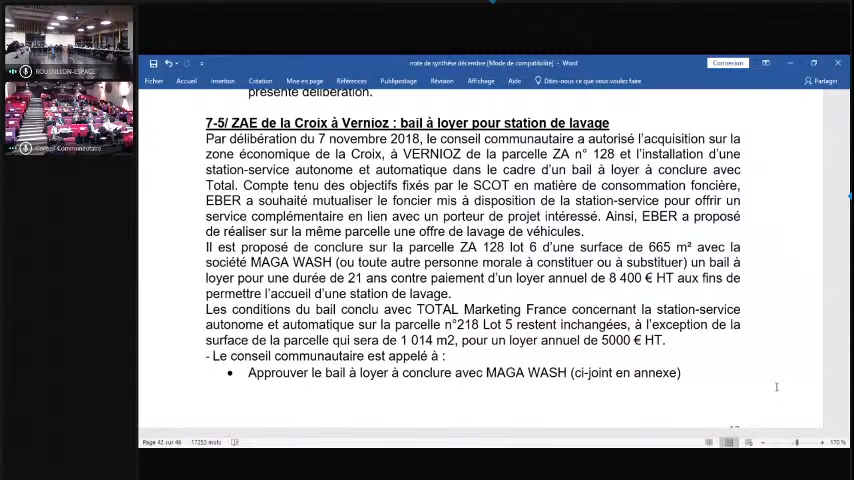 ROUSSILLON-ESPACE
Conseil Communautaire
note de synthèse décembre [Mode de compatibilité] - Word
Connexion
Fichier Accueil Insertion Création Mise en page Références Publipostage Révision Affichage Aide Dites-nous ce que vous voulez faire Partager
présente délibération.
7-5/ ZAE de la Croix à Vernioz : bail à loyer pour station de lavage
Par délibération du 7 novembre 2018, le conseil communautaire a autorisé l'acquisition sur la
zone économique de la Croix, à VERNIOZ de la parcelle ZA n° 128 et l'installation d'une
station-service autonome et automatique dans le cadre d'un bail à loyer à conclure avec
Total. Compte tenu des objectifs fixés par le SCOT en matière de consommation foncière,
EBER a souhaité mutualiser le foncier mis à disposition de la station-service pour offrir un
service complémentaire en lien avec un porteur de projet intéressé. Ainsi, EBER a proposé
de réaliser sur la même parcelle une offre de lavage de véhicules.
Il est proposé de conclure sur la parcelle ZA 128 lot 6 d'une surface de 665 m² avec la
société MAGA WASH (ou toute autre personne morale à constituer ou à substituer) un bail à
loyer pour une durée de 21 ans contre paiement d'un loyer annuel de 8 400 € HT aux fins de
permettre l'accueil d'une station de lavage.
Les conditions du bail conclu avec TOTAL Marketing France concernant la station-service
autonome et automatique sur la parcelle n°218 Lot 5 restent inchangées, à l'exception de la
surface de la parcelle qui sera de 1 014 m2, pour un loyer annuel de 5000 € HT.
- Le conseil communautaire est appelé à :
• Approuver le bail à loyer à conclure avec MAGA WASH (ci-joint en annexe)
Page 42 sur 46 17253 mots 170 %